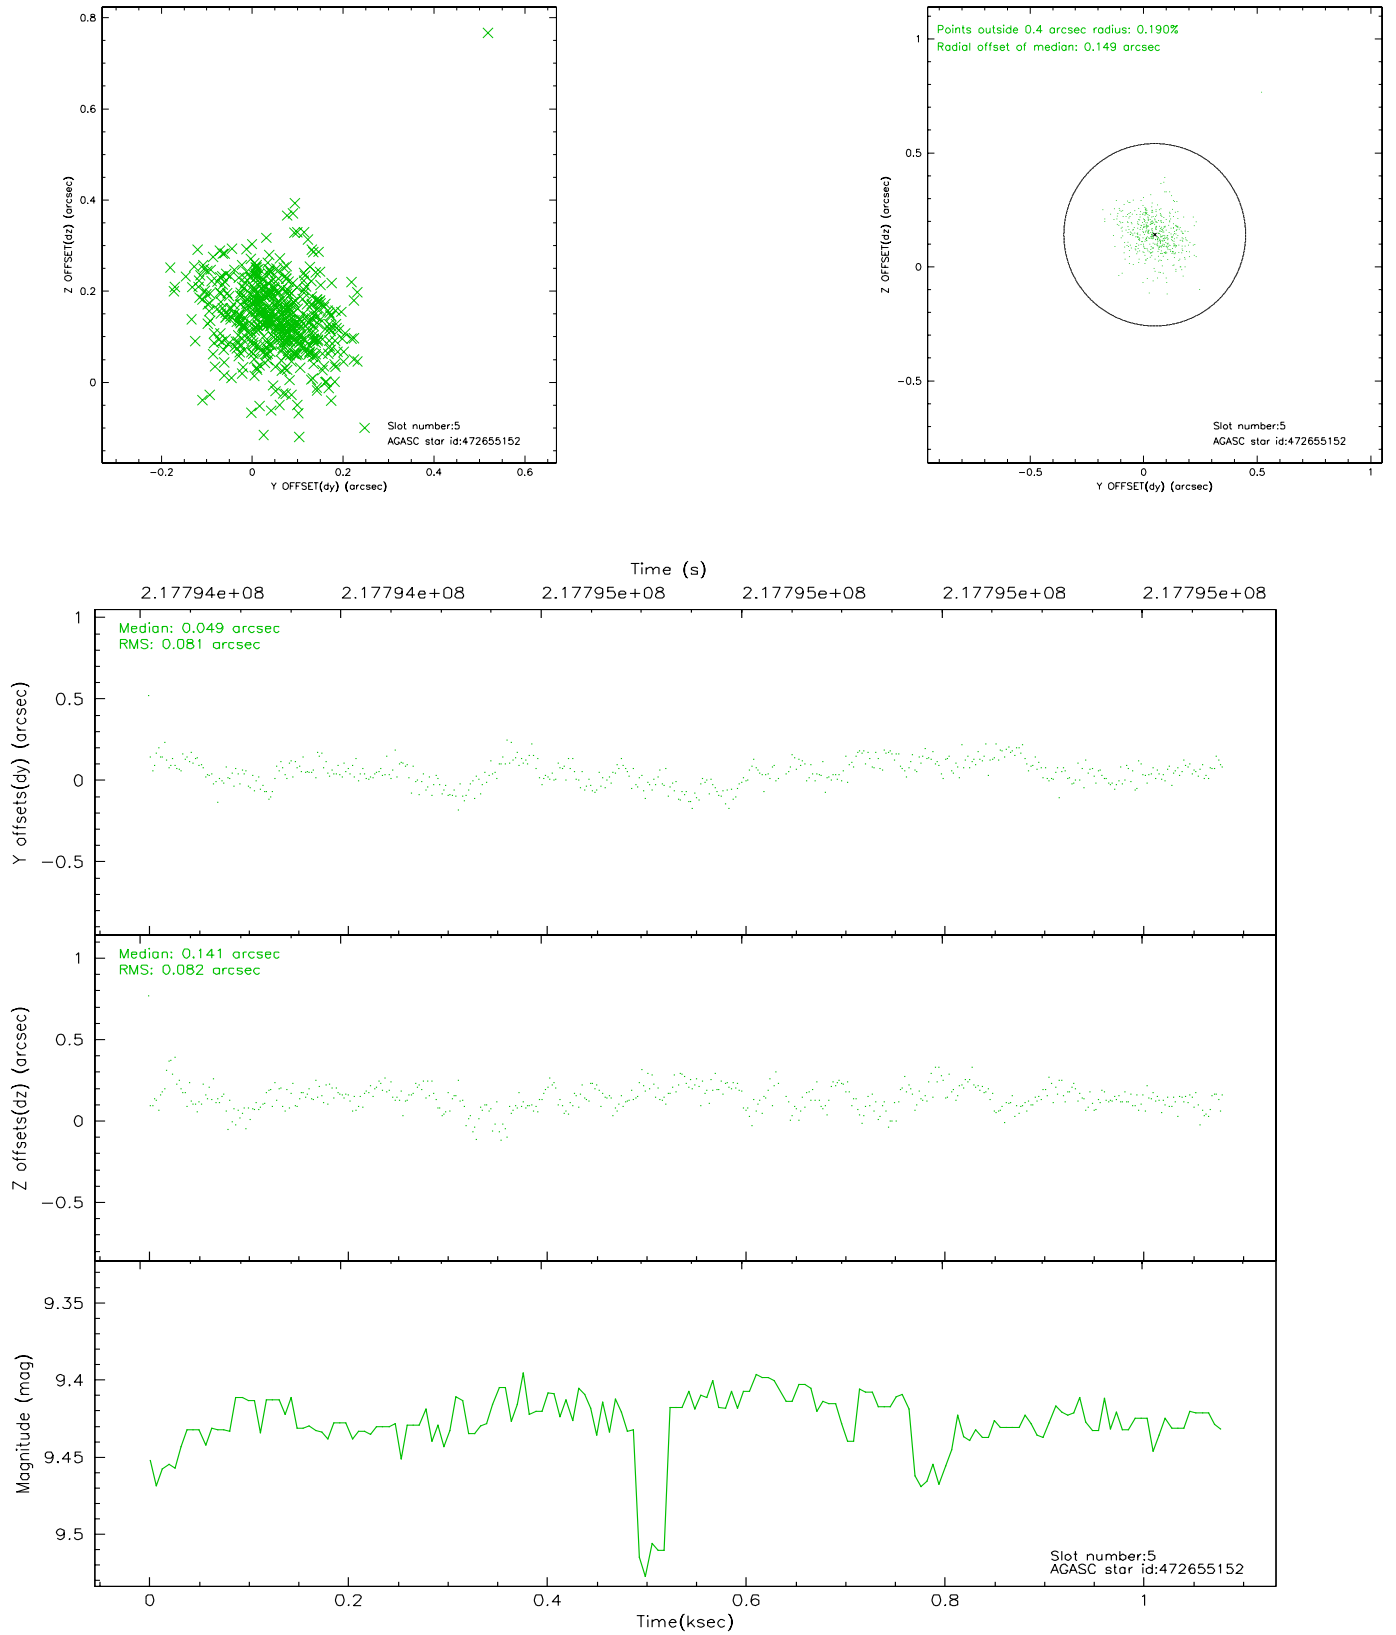 0.8
0.6
0.4
0.2
0
Z OFFSET(dz) (arcsec)
Slot number:5
AGASC star id:472655152
−0.2 0 0.2 0.4 0.6
Y OFFSET(dy) (arcsec)
Points outside 0.4 arcsec radius: 0.190%
Radial offset of median: 0.149 arcsec
1
0.5
0
−0.5
Z OFFSET(dz) (arcsec)
Slot number:5
AGASC star id:472655152
−0.5 0 0.5 1
Y OFFSET(dy) (arcsec)
Time (s)
2.17794e+08 2.17794e+08 2.17795e+08 2.17795e+08 2.17795e+08 2.17795e+08
Median: 0.049 arcsec
RMS: 0.081 arcsec
1
0.5
0
−0.5
Y offsets(dy) (arcsec)
Median: 0.141 arcsec
RMS: 0.082 arcsec
1
0.5
0
−0.5
Z offsets(dz) (arcsec)
9.35
9.4
9.45
9.5
Magnitude (mag)
Slot number:5
AGASC star id:472655152
0 0.2 0.4 0.6 0.8 1
Time(ksec)